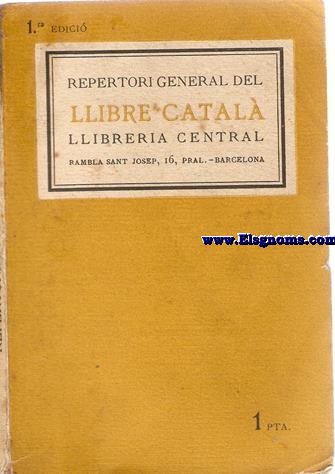 1.ra EDICIÓ
REPERTORI GENERAL DEL
LLIBRE CATALÀ
LLIBRERIA CENTRAL
RAMBLA SANT JOSEP, 16, PRAL. – BARCELONA
www.Elsgnoms.com
1 PTA.